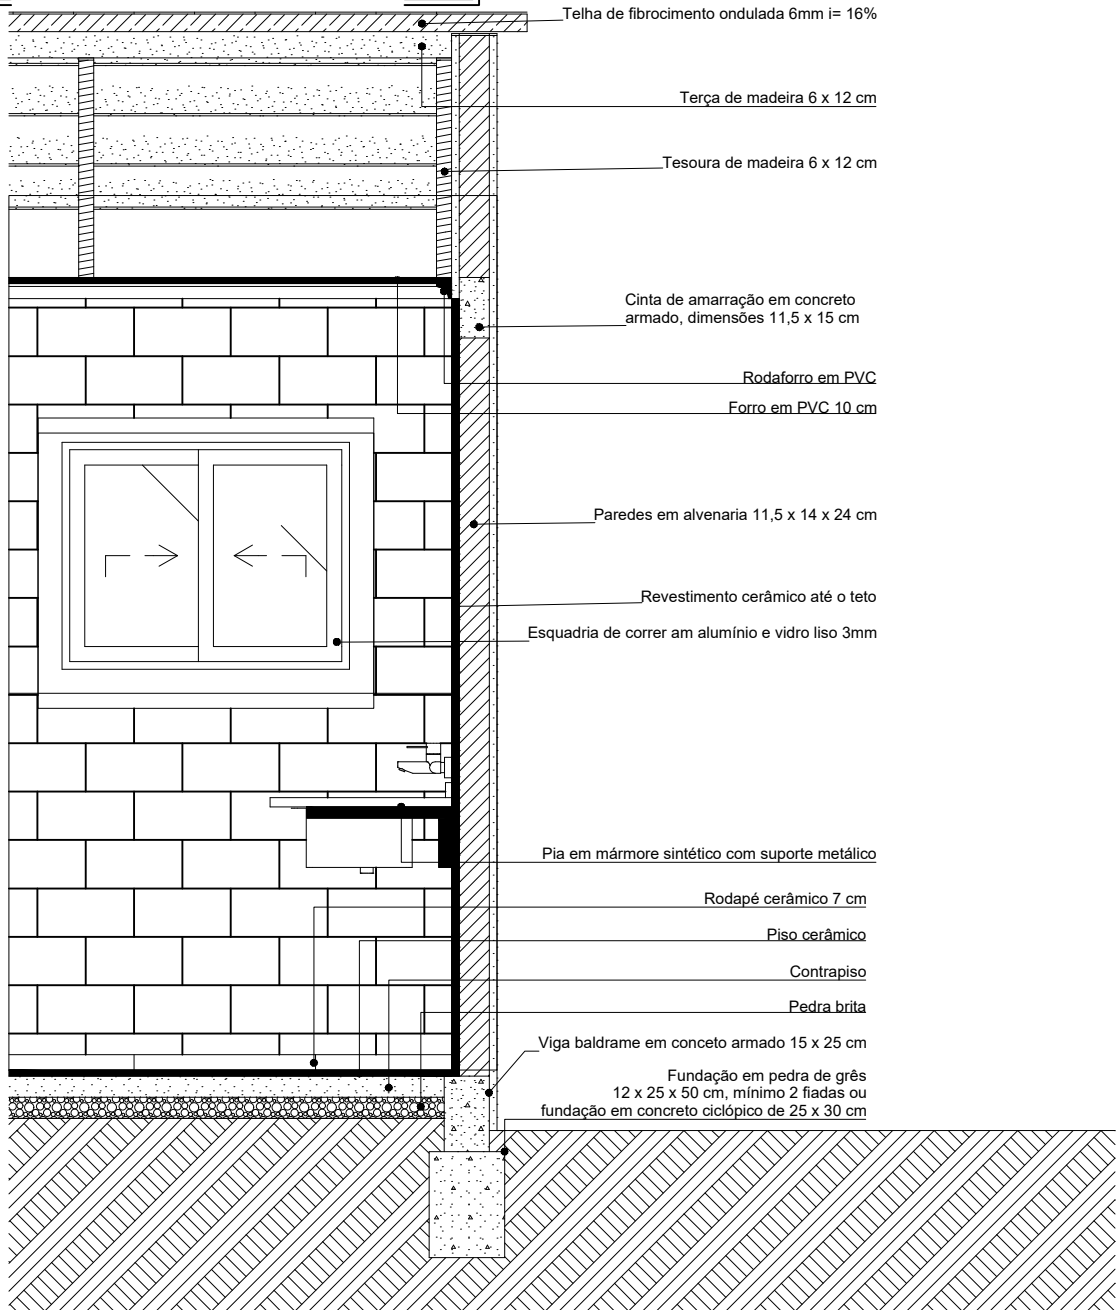 Telha de fibrocimento ondulada 6mm i= 16%
Terça de madeira 6 x 12 cm
Tesoura de madeira 6 x 12 cm
Cinta de amarração em concreto
armado, dimensões 11,5 x 15 cm
Rodaforro em PVC
Forro em PVC 10 cm
Paredes em alvenaria 11,5 x 14 x 24 cm
Revestimento cerâmico até o teto
Esquadria de correr am alumínio e vidro liso 3mm
Pia em mármore sintético com suporte metálico
Rodapé cerâmico 7 cm
Piso cerâmico
Contrapiso
Pedra brita
Viga baldrame em conceto armado 15 x 25 cm
Fundação em pedra de grês
12 x 25 x 50 cm, mínimo 2 fiadas ou
fundação em concreto ciclópico de 25 x 30 cm